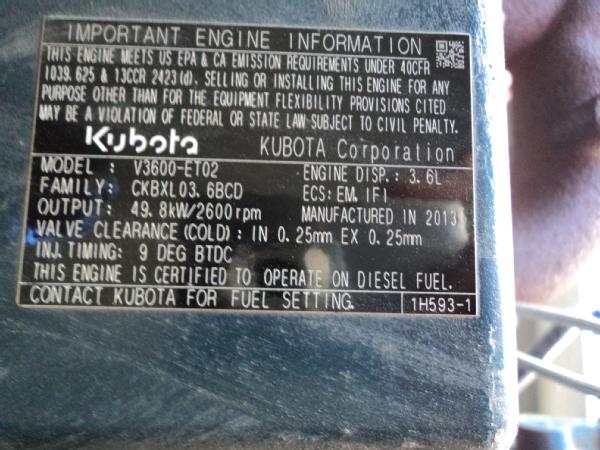 IMPORTANT ENGINE INFORMATION
THIS ENGINE MEETS US EPA & CA EMISSION REQUIREMENTS UNDER 40CFR
1039, 625 & 13CCR 2423 (d). SELLING OR INSTALLING THIS ENGINE FOR ANY
PURPOSE OTHER THAN FOR THE EQUIPMENT FLEXIBILITY PROVISIONS CITED
MAY BE A VIOLATION OF FEDERAL OR STATE LAW SUBJECT TO CIVIL PENALTY.
Kubota KUBOTA Corporation
MODEL : V3600-ET02 ENGINE DISP.: 3.6L
FAMILY: CKBXL03.6BCD ECS: EM, IFI
OUTPUT: 49.8kW/2600rpm MANUFACTURED IN 2013
VALVE CLEARANCE (COLD): IN 0.25mm EX 0.25mm
INJ. TIMING: 9 DEG BTDC
THIS ENGINE IS CERTIFIED TO OPERATE ON DIESEL FUEL.
CONTACT KUBOTA FOR FUEL SETTING. 1H593-1